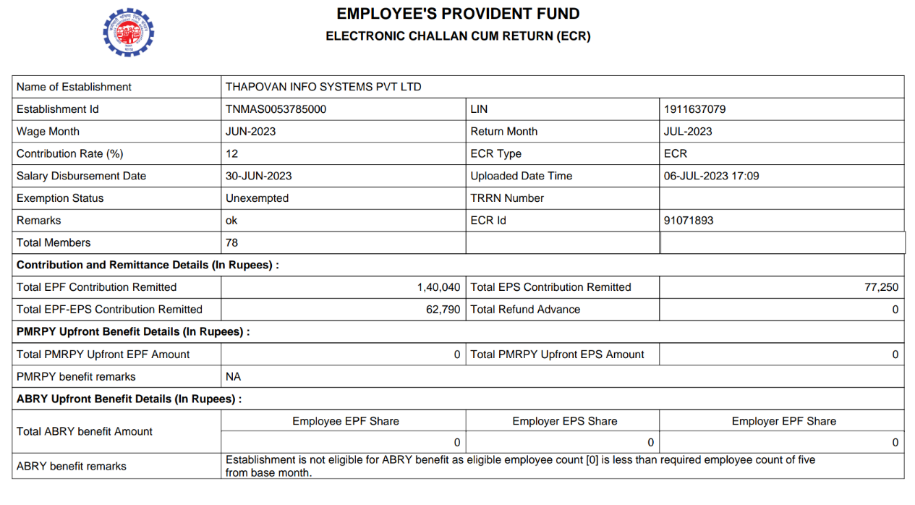 EMPLOYEE'S PROVIDENT FUND
ELECTRONIC CHALLAN CUM RETURN (ECR)
Name of Establishment THAPOVAN INFO SYSTEMS PVT LTD
Establishment Id TNMAS0053785000 LIN 1911637079
Wage Month JUN-2023 Return Month JUL-2023
Contribution Rate (%) 12 ECR Type ECR
Salary Disbursement Date 30-JUN-2023 Uploaded Date Time 06-JUL-2023 17:09
Exemption Status Unexempted TRRN Number
Remarks ok ECR Id 91071893
Total Members 78
Contribution and Remittance Details (In Rupees) :
Total EPF Contribution Remitted 1,40,040 Total EPS Contribution Remitted 77,250
Total EPF-EPS Contribution Remitted 62,790 Total Refund Advance 0
PMRPY Upfront Benefit Details (In Rupees) :
Total PMRPY Upfront EPF Amount 0 Total PMRPY Upfront EPS Amount 0
PMRPY benefit remarks NA
ABRY Upfront Benefit Details (In Rupees) :
Total ABRY benefit Amount Employee EPF Share Employer EPS Share Employer EPF Share
0 0 0
ABRY benefit remarks Establishment is not eligible for ABRY benefit as eligible employee count [0] is less than required employee count of five
from base month.